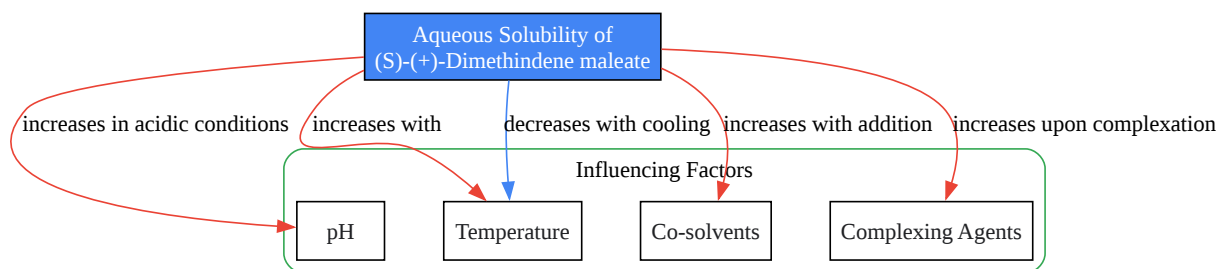 Aqueous Solubility of
(S)-(+)-Dimethindene maleate
increases in acidic conditions
increases with
decreases with cooling
increases with addition
increases upon complexation
Influencing Factors
pH
Temperature
Co-solvents
Complexing Agents